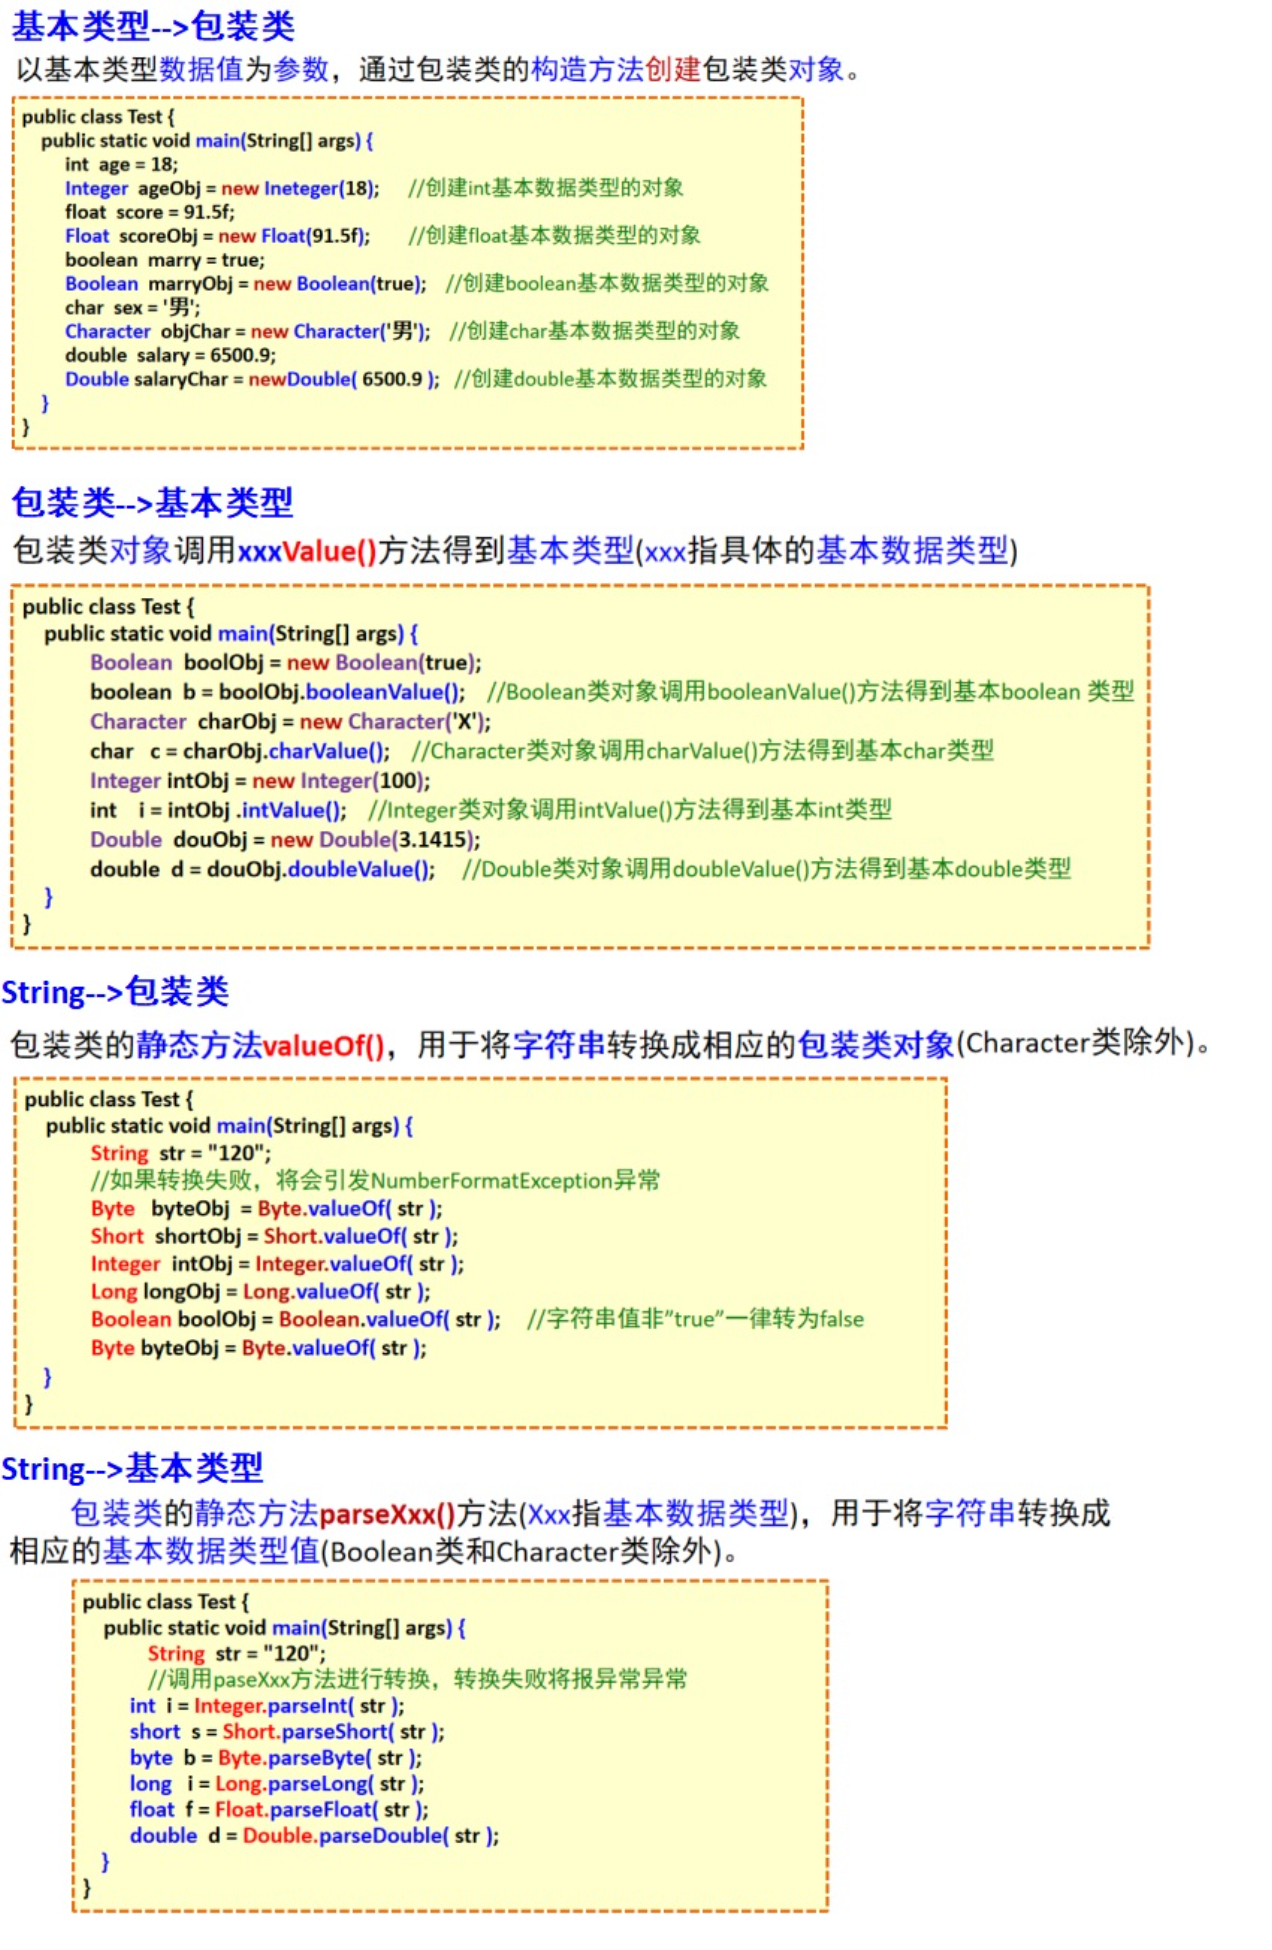 基本类型-->包装类
以基本类型数据值为参数，通过包装类的构造方法创建包装类对象。
public class Test {
public static void main(String[] args) {
int age = 18;
Integer ageObj = new Ineteger(18); //创建int基本数据类型的对象
float score = 91.5f;
Float scoreObj = new Float(91.5f); //创建float基本数据类型的对象
boolean marry = true;
Boolean marryObj = new Boolean(true); //创建boolean基本数据类型的对象
char sex = '男';
Character objChar = new Character('男'); //创建char基本数据类型的对象
double salary = 6500.9;
Double salaryChar = newDouble( 6500.9 ); //创建double基本数据类型的对象
}
}
包装类-->基本类型
包装类对象调用xxxValue()方法得到基本类型(xxx指具体的基本数据类型)
public class Test {
public static void main(String[] args) {
Boolean boolObj = new Boolean(true);
boolean b = boolObj.booleanValue(); //Boolean类对象调用booleanValue()方法得到基本boolean 类型
Character charObj = new Character('X');
char c = charObj.charValue(); //Character类对象调用charValue()方法得到基本char类型
Integer intObj = new Integer(100);
int i = intObj .intValue(); //Integer类对象调用intValue()方法得到基本int类型
Double douObj = new Double(3.1415);
double d = douObj.doubleValue(); //Double类对象调用doubleValue()方法得到基本double类型
}
}
String-->包装类
包装类的静态方法valueOf()，用于将字符串转换成相应的包装类对象(Character类除外)。
public class Test {
public static void main(String[] args) {
String str = "120";
//如果转换失败，将会引发NumberFormatException异常
Byte byteObj = Byte.valueOf( str );
Short shortObj = Short.valueOf( str );
Integer intObj = Integer.valueOf( str );
Long longObj = Long.valueOf( str );
Boolean boolObj = Boolean.valueOf( str ); //字符串值非”true”一律转为false
Byte byteObj = Byte.valueOf( str );
}
}
String-->基本类型
包装类的静态方法parseXxx()方法(Xxx指基本数据类型)，用于将字符串转换成
相应的基本数据类型值(Boolean类和Character类除外)。
public class Test {
public static void main(String[] args) {
String str = "120";
//调用paseXxx方法进行转换，转换失败将报异常异常
int i = Integer.parseInt( str );
short s = Short.parseShort( str );
byte b = Byte.parseByte( str );
long i = Long.parseLong( str );
float f = Float.parseFloat( str );
double d = Double.parseDouble( str );
}
}